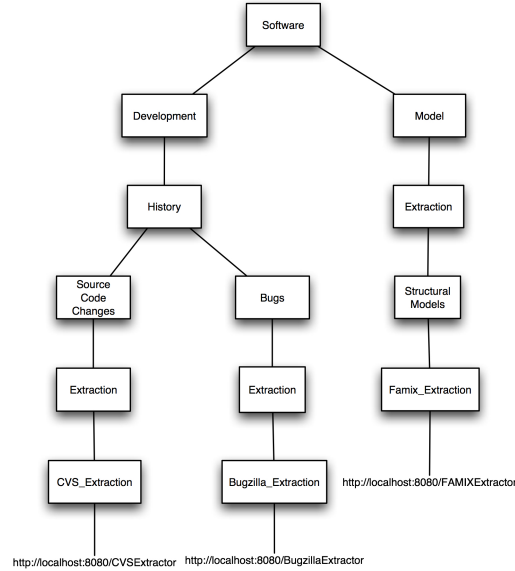 Software
Development
Model
History
Extraction
Source
Code
Changes
Bugs
Structural
Models
Extraction
Extraction
Famix_Extraction
CVS_Extraction
Bugzilla_Extraction
http://localhost:8080/FAMIXExtractor
http://localhost:8080/CVSExtractor
http://localhost:8080/BugzillaExtractor